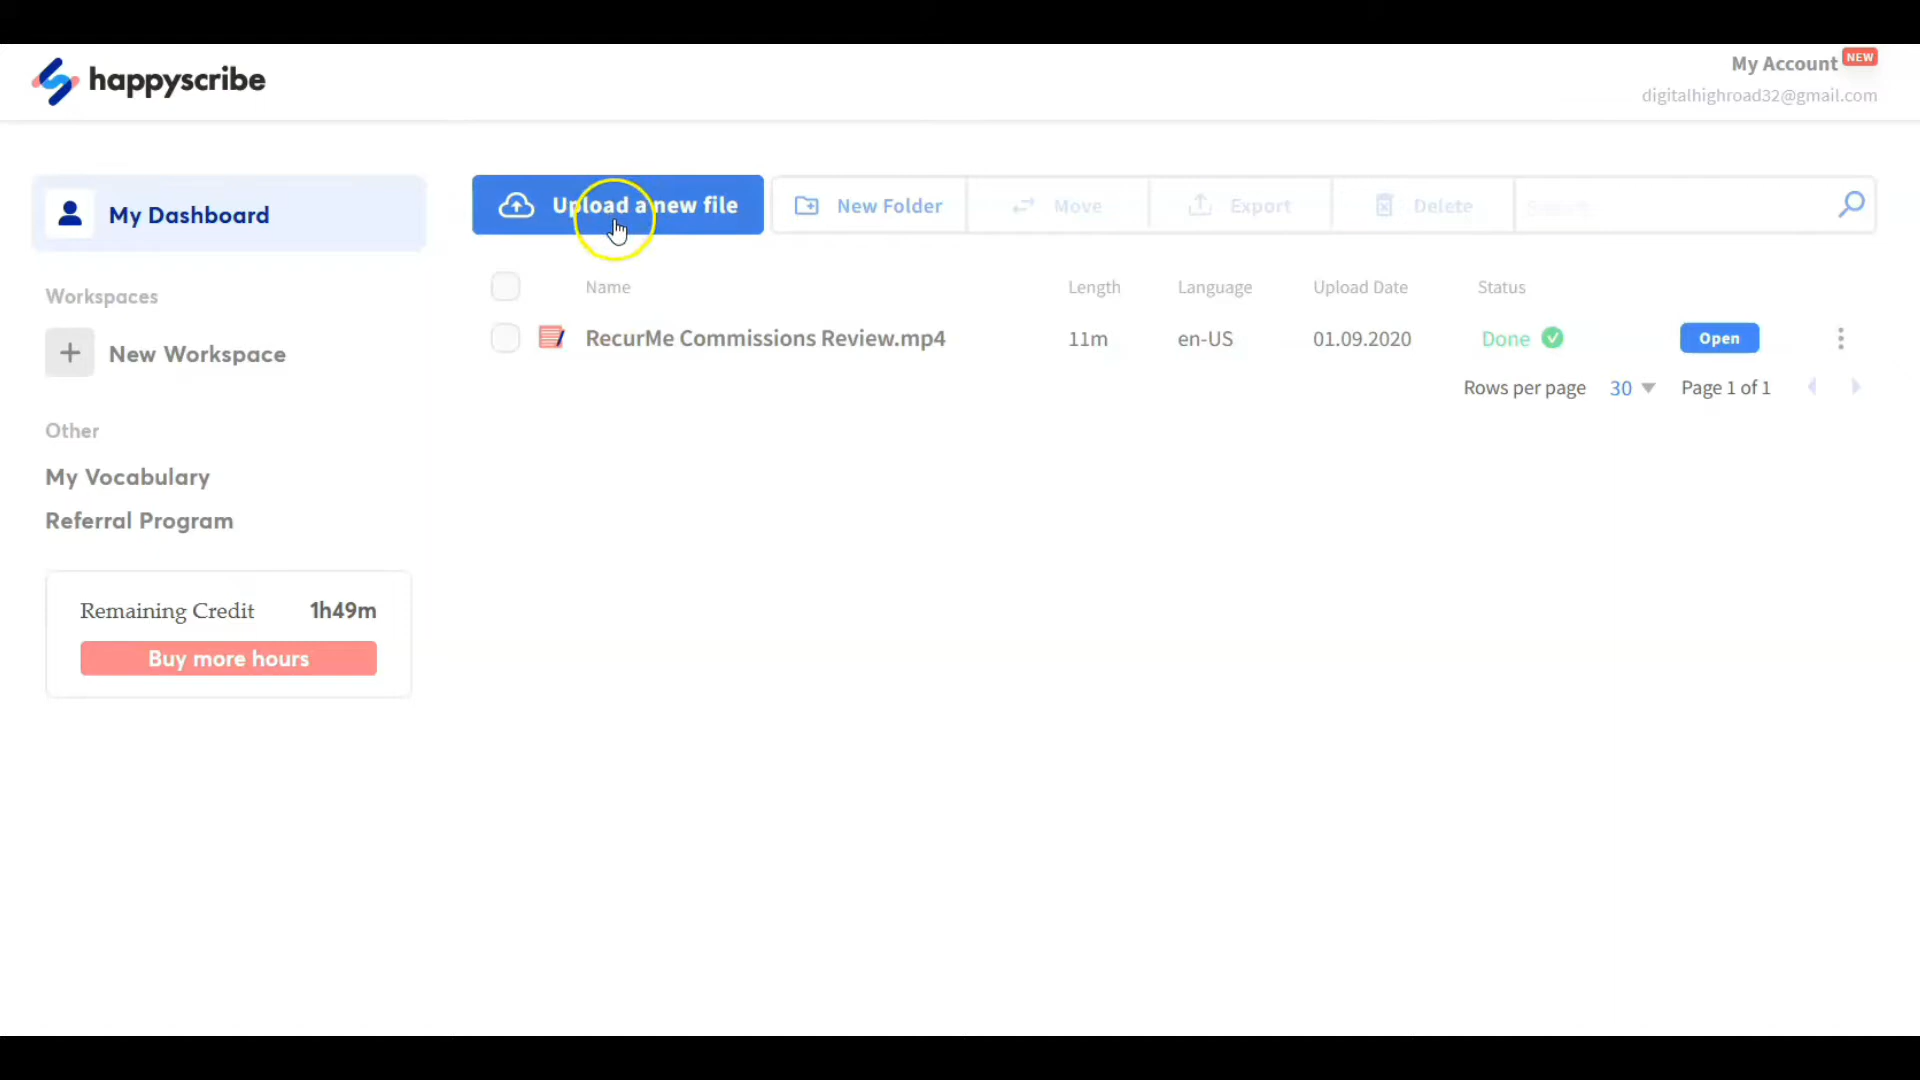 happyscribe
My Account NEW
digitalhighroad32@gmail.com
My Dashboard
Workspaces
New Workspace
Other
My Vocabulary
Referral Program
Remaining Credit 1h49m
Buy more hours
Upload a new file New Folder Move Export Delete
Name Length Language Upload Date Status
RecurMe Commissions Review.mp4 11m en-US 01.09.2020 Done Open
Rows per page 30 Page 1 of 1